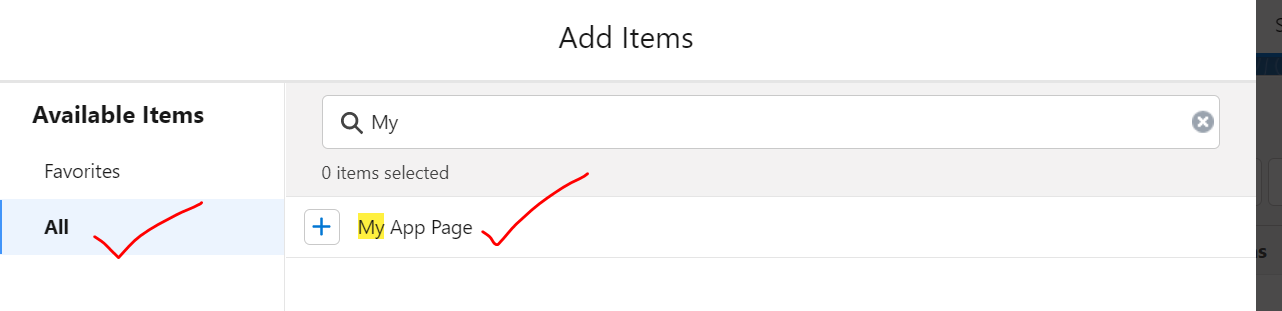 Add Items
Available Items
Favorites
All
My
0 items selected
My App Page